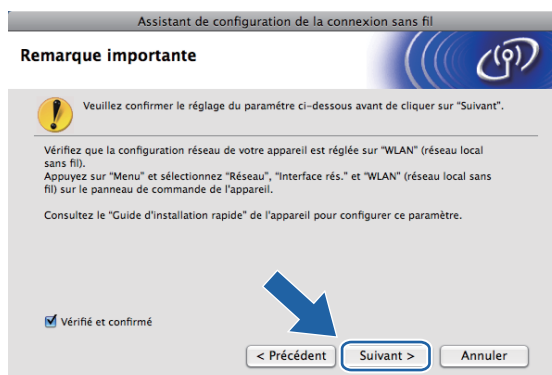 Assistant de configuration de la connexion sans fil
Remarque importante
Veuillez confirmer le réglage du paramétre ci-dessous avant de cliquer sur "Suivant".
Vérifiez que la configuration réseau de votre appareil est réglée sur "WLAN" (réseau local
sans fil).
Appuyez sur "Menu" et sélectionnez "Réseau", "Interface rés." et "WLAN" (réseau local sans
fil) sur le panneau de commande de l'appareil.
Consultez le "Guide d'installation rapide" de l'appareil pour configurer ce paramètre.
Vérifié et confirmé
< Précédent
Suivant >
Annuler